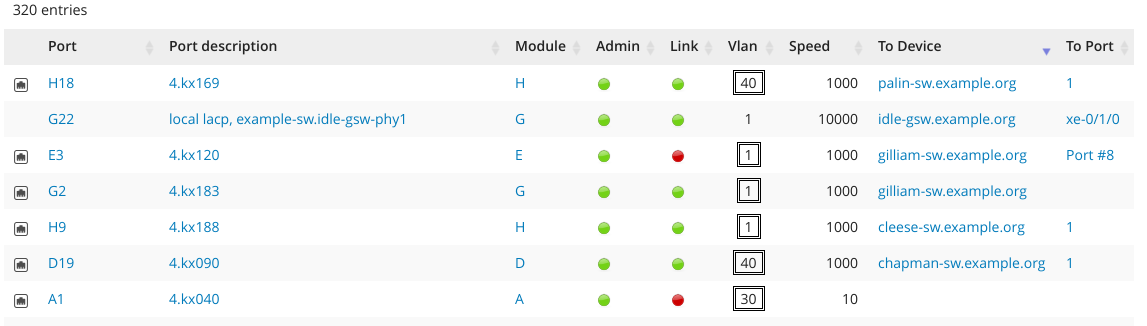 320 entries
Port Port description Module Admin Link Vlan Speed To Device To Port
H18 4.kx169 H 40 1000 palin-sw.example.org 1
G22 local lacp, example-sw.idle-gsw-phy1 G 1 10000 idle-gsw.example.org xe-0/1/0
E3 4.kx120 E 1 1000 gilliam-sw.example.org Port #8
G2 4.kx183 G 1 1000 gilliam-sw.example.org
H9 4.kx188 H 1 1000 cleese-sw.example.org 1
D19 4.kx090 D 40 1000 chapman-sw.example.org 1
A1 4.kx040 A 30 10